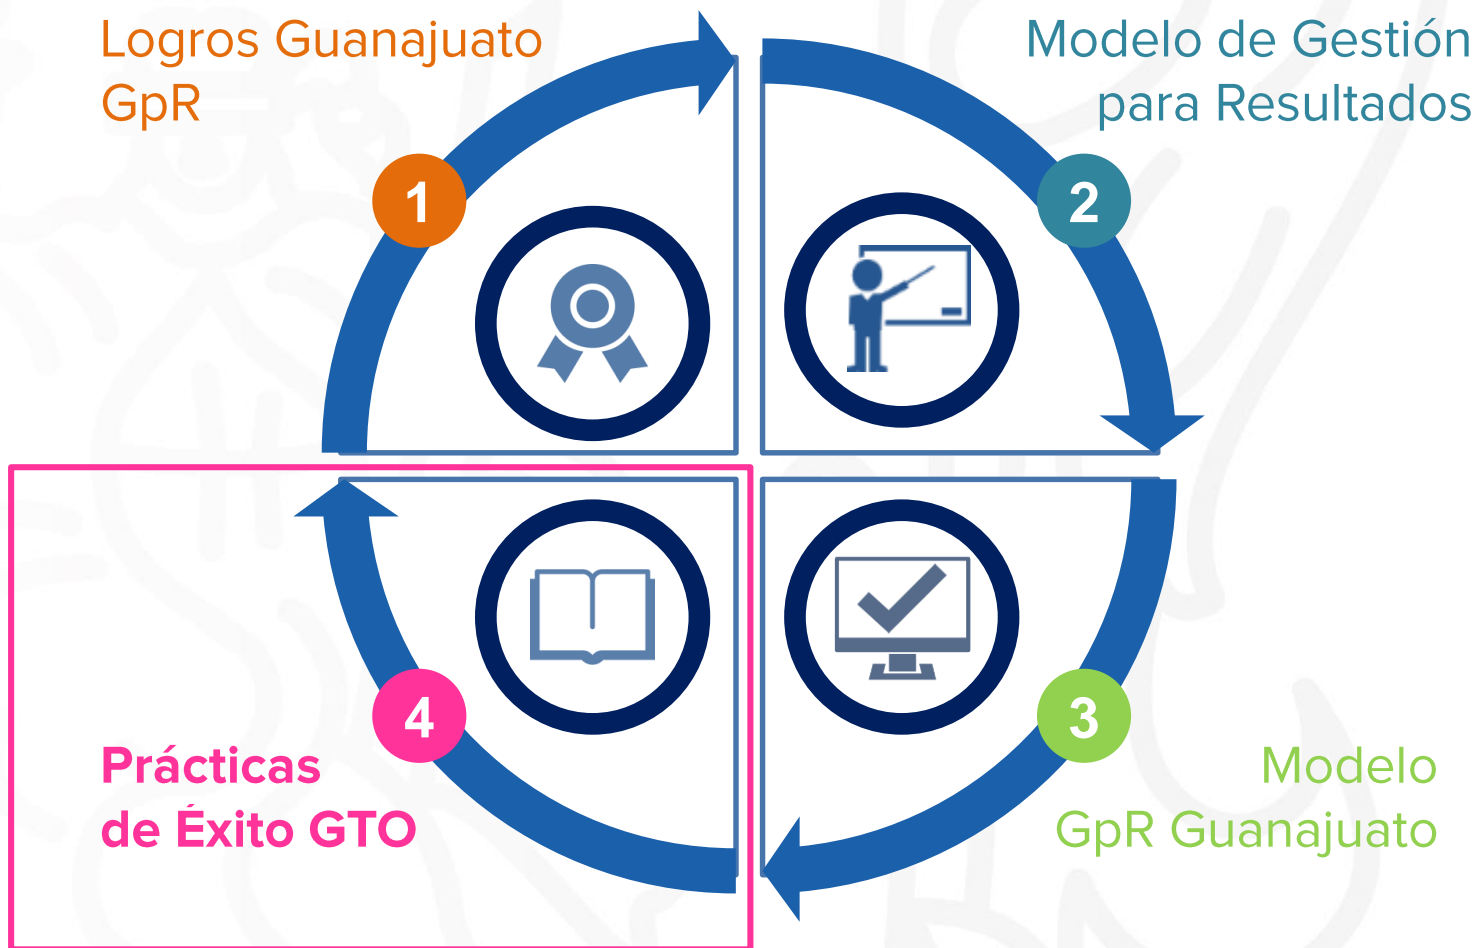 Logros Guanajuato
GpR
1
Modelo de Gestión
para Resultados
2
3
Modelo
GpR Guanajuato
4
Prácticas
de Éxito GTO